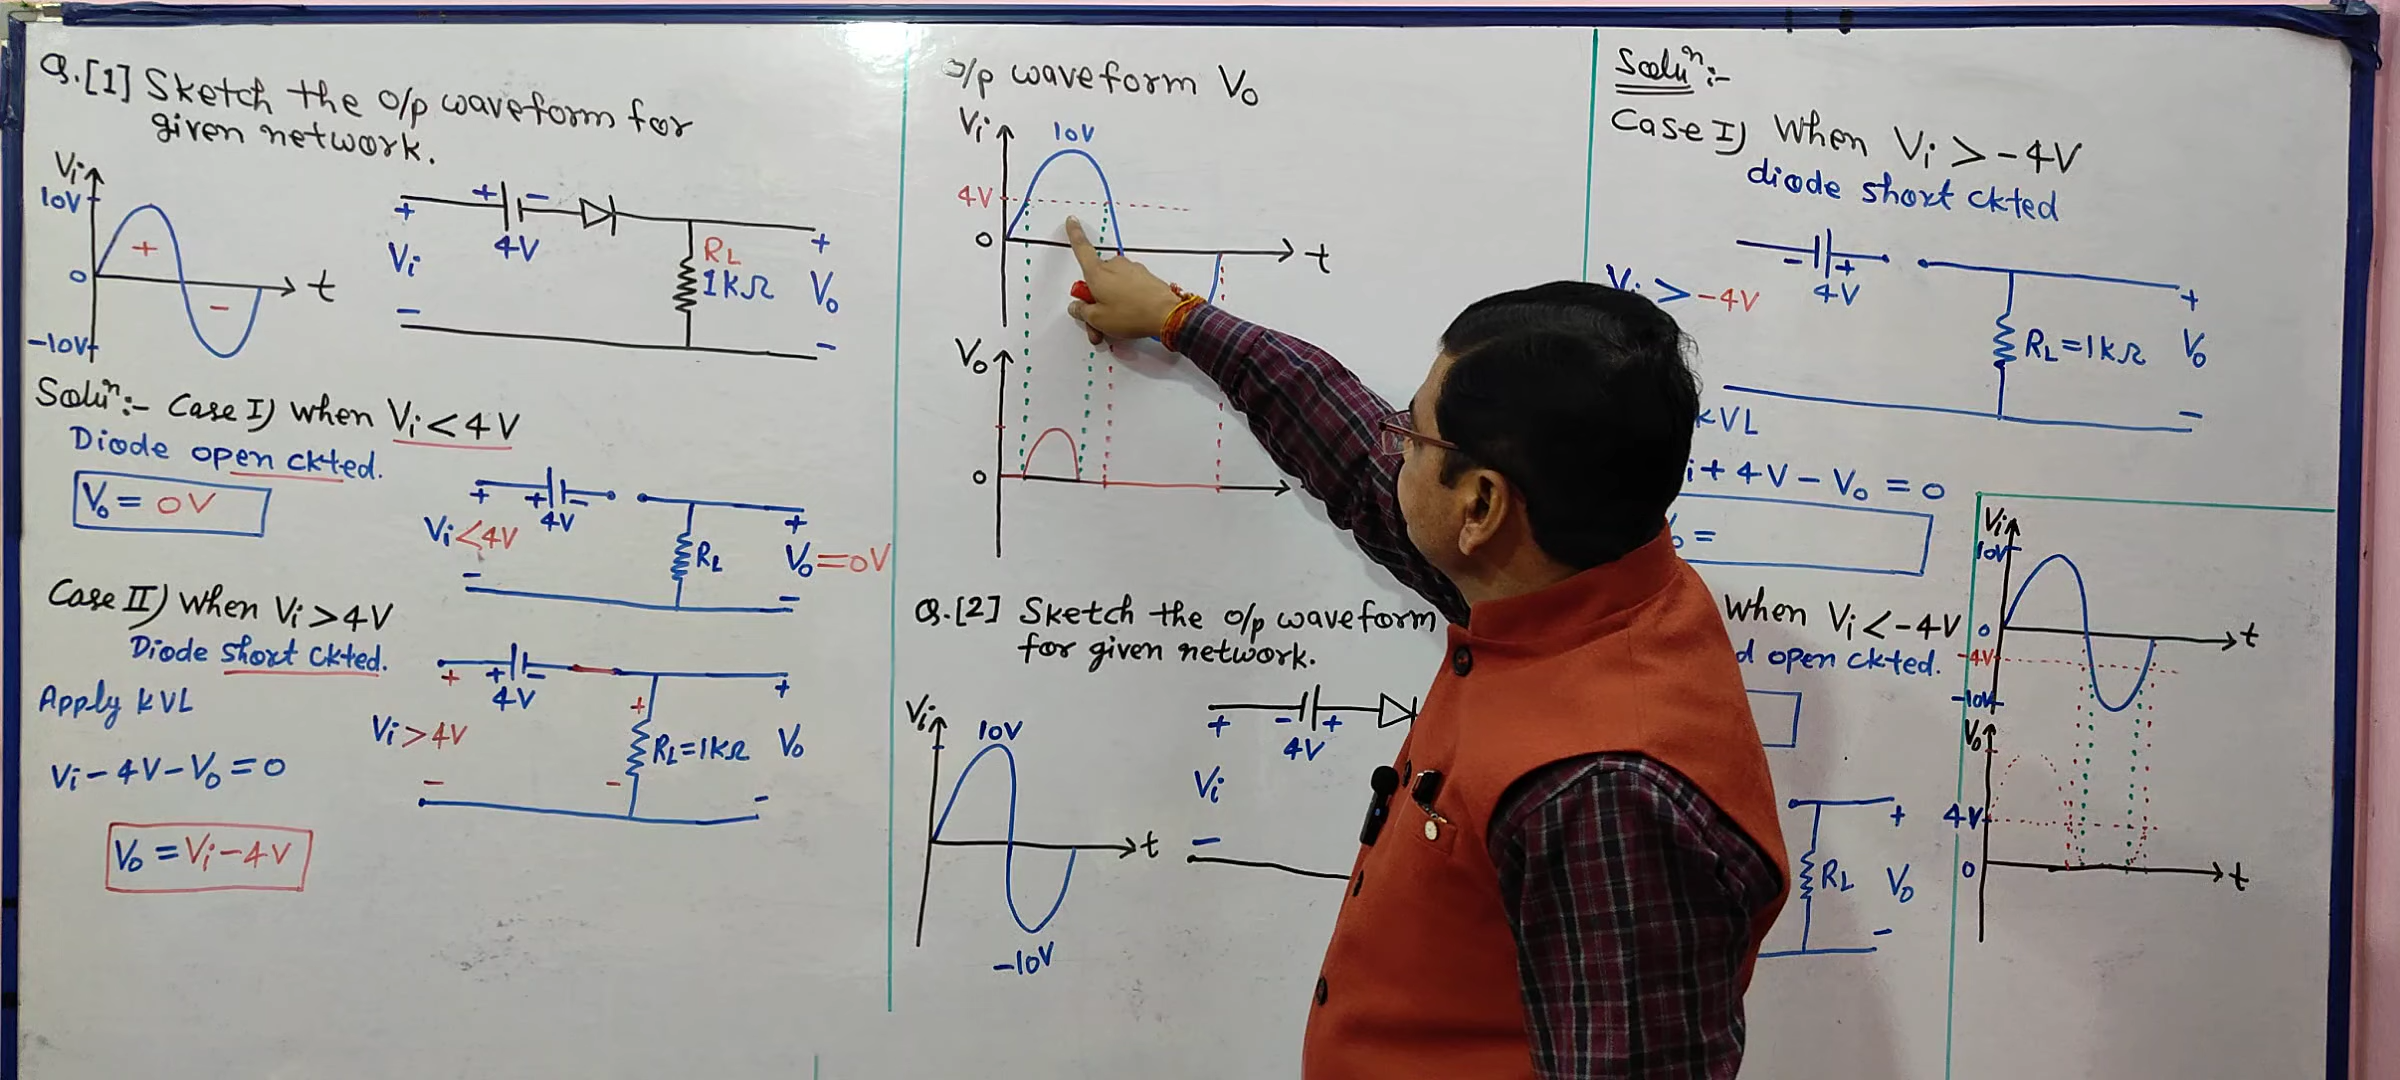 Q.[1] Sketch the o/p waveform for
given network.
Vi
10V
+
0
t
-
-10V
+ -
+
4V
Vi
-
RL
1kΩ
+
Vo
-
Soluⁿ:- Case I) when Vi < 4V
Diode open ckted.
Vo = 0V
+ + -
4V
Vi < 4V
-
RL
+
Vo = 0V
-
Case II) when Vi > 4V
Diode short ckted.
Apply KVL
Vi - 4V - Vo = 0
Vo = Vi - 4V
+ + -
4V
Vi > 4V
-
+
RL = 1kΩ
-
+
Vo
-
o/p waveform Vo
Vi
10V
4V
0
t
Vo
0
Q.[2] Sketch the o/p waveform
for given network.
Vi
10V
t
-10V
+ - +
4V
Vi
-
Soluⁿ:-
Case I) When Vi > -4V
diode short ckted
- +
4V
> -4V
RL = 1kΩ
+
Vo
-
KVL
+ 4V - Vo = 0
=
when Vi < -4V
open ckted.
RL
+
Vo
-
Vi
10V
0
t
-4V
-10V
Vo
4V
0
t